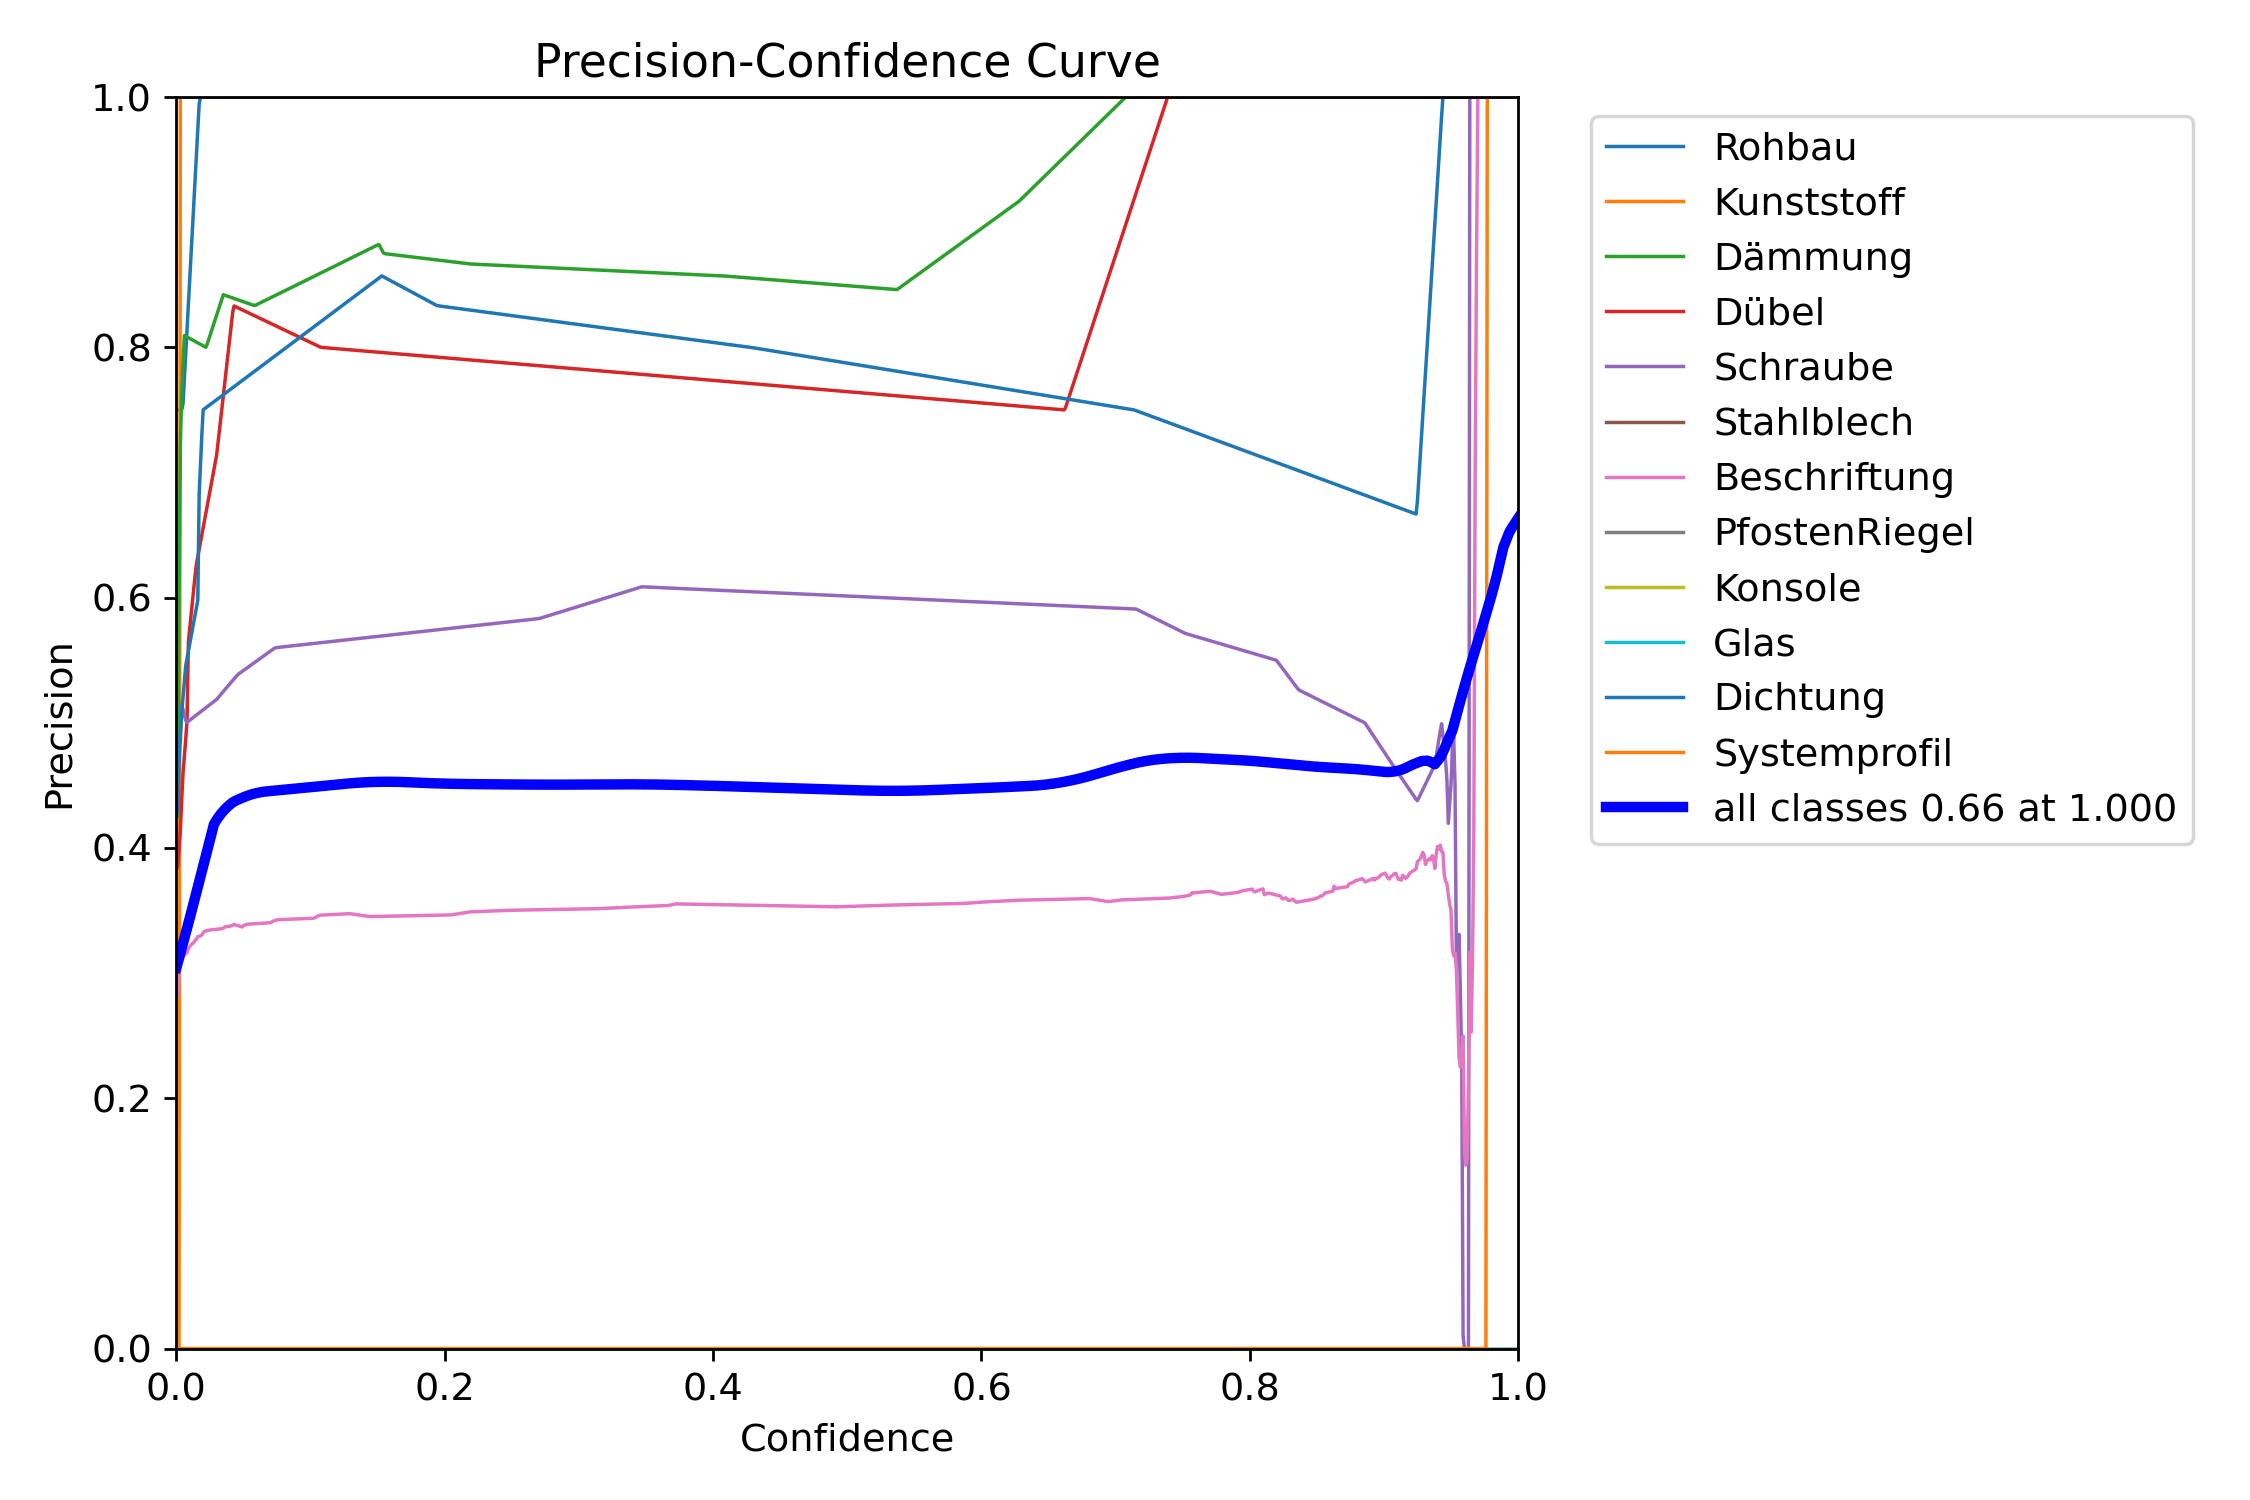 Precision-Confidence Curve
1.0
0.8
0.6
0.4
0.2
0.0
Precision
0.0 0.2 0.4 0.6 0.8 1.0
Confidence
Rohbau
Kunststoff
Dämmung
Dübel
Schraube
Stahlblech
Beschriftung
PfostenRiegel
Konsole
Glas
Dichtung
Systemprofil
all classes 0.66 at 1.000